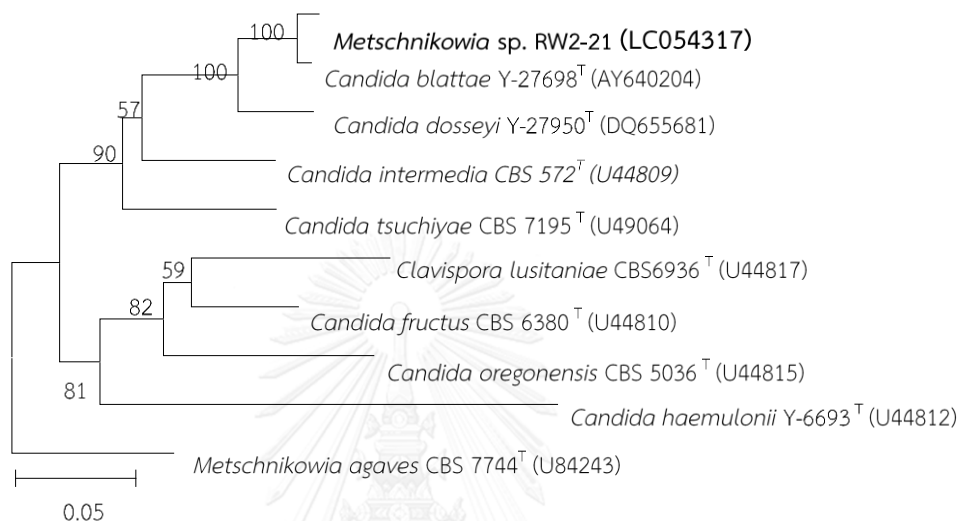 100
Metschnikowia sp. RW2-21 (LC054317)
100
Candida blattae Y-27698ᵀ (AY640204)
57
Candida dosseyi Y-27950ᵀ (DQ655681)
90
Candida intermedia CBS 572ᵀ (U44809)
Candida tsuchiyae CBS 7195 ᵀ (U49064)
59
Clavispora lusitaniae CBS6936 ᵀ (U44817)
82
Candida fructus CBS 6380 ᵀ (U44810)
Candida oregonensis CBS 5036 ᵀ (U44815)
81
Candida haemulonii Y-6693 ᵀ (U44812)
Metschnikowia agaves CBS 7744ᵀ (U84243)
0.05